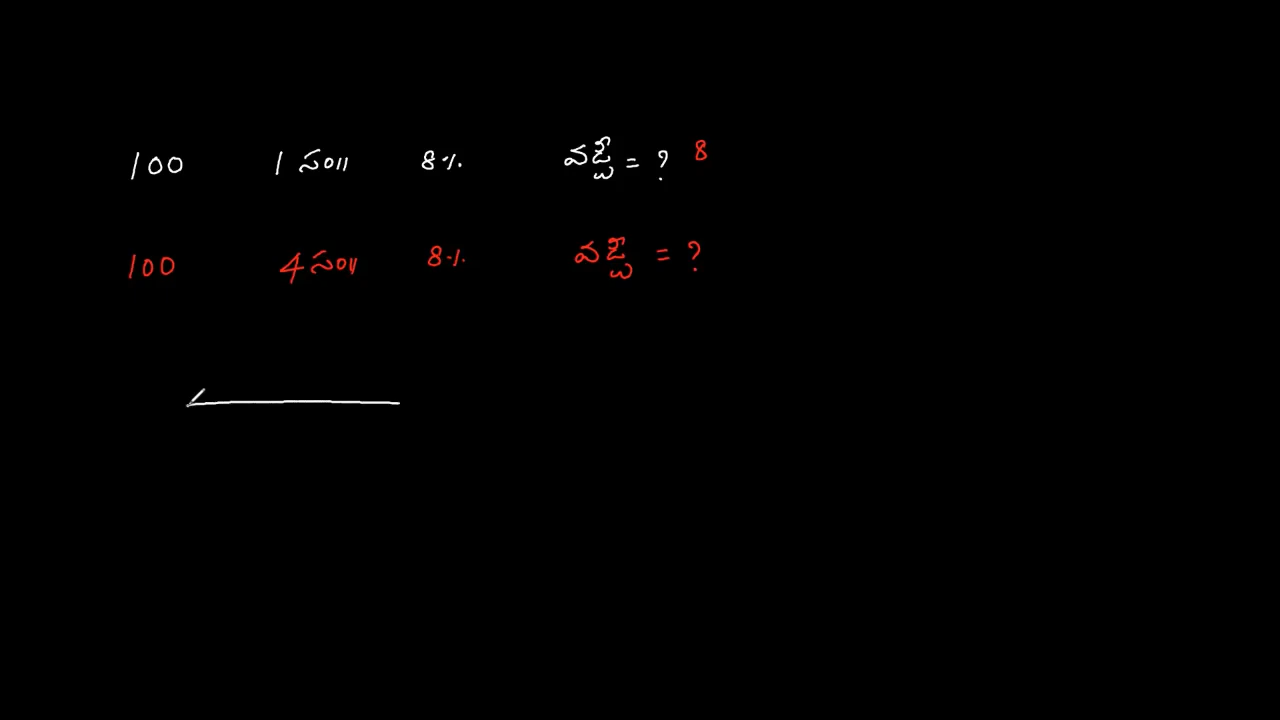 100 1 సం॥ 8% వడ్డీ = ? 8
100 4 సం॥ 8% వడ్డీ = ?